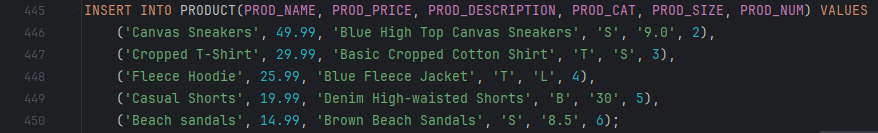 445 INSERT INTO PRODUCT(PROD_NAME, PROD_PRICE, PROD_DESCRIPTION, PROD_CAT, PROD_SIZE, PROD_NUM) VALUES
446 ('Canvas Sneakers', 49.99, 'Blue High Top Canvas Sneakers', 'S', '9.0', 2),
447 ('Cropped T-Shirt', 29.99, 'Basic Cropped Cotton Shirt', 'T', 'S', 3),
448 ('Fleece Hoodie', 25.99, 'Blue Fleece Jacket', 'T', 'L', 4),
449 ('Casual Shorts', 19.99, 'Denim High-waisted Shorts', 'B', '30', 5),
450 ('Beach sandals', 14.99, 'Brown Beach Sandals', 'S', '8.5', 6);